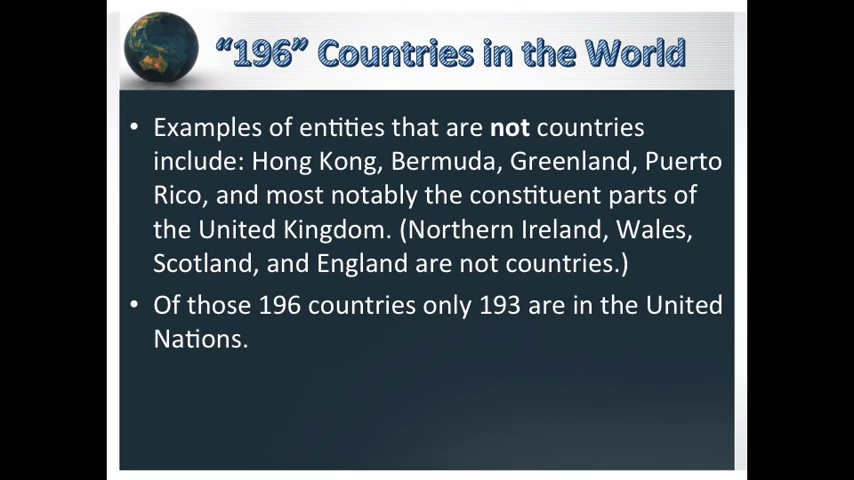 “196” Countries in the World
• Examples of entities that are not countries
include: Hong Kong, Bermuda, Greenland, Puerto
Rico, and most notably the constituent parts of
the United Kingdom. (Northern Ireland, Wales,
Scotland, and England are not countries.)
• Of those 196 countries only 193 are in the United
Nations.